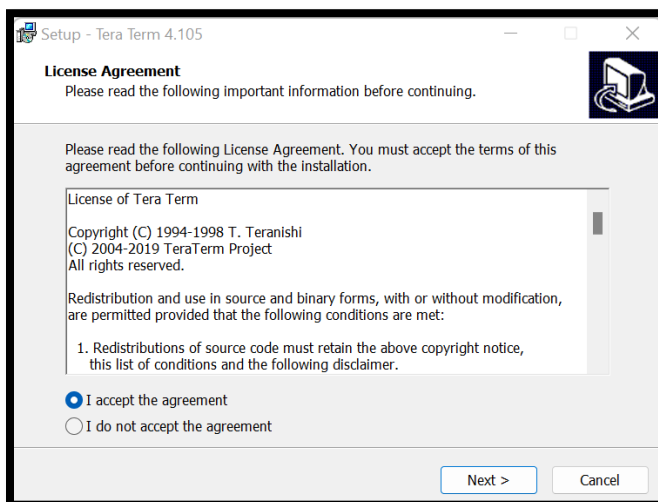 Setup - Tera Term 4.105
License Agreement
Please read the following important information before continuing.
Please read the following License Agreement. You must accept the terms of this
agreement before continuing with the installation.
License of Tera Term
Copyright (C) 1994-1998 T. Teranishi
(C) 2004-2019 TeraTerm Project
All rights reserved.
Redistribution and use in source and binary forms, with or without modification,
are permitted provided that the following conditions are met:
1. Redistributions of source code must retain the above copyright notice,
this list of conditions and the following disclaimer.
I accept the agreement
I do not accept the agreement
Next >
Cancel